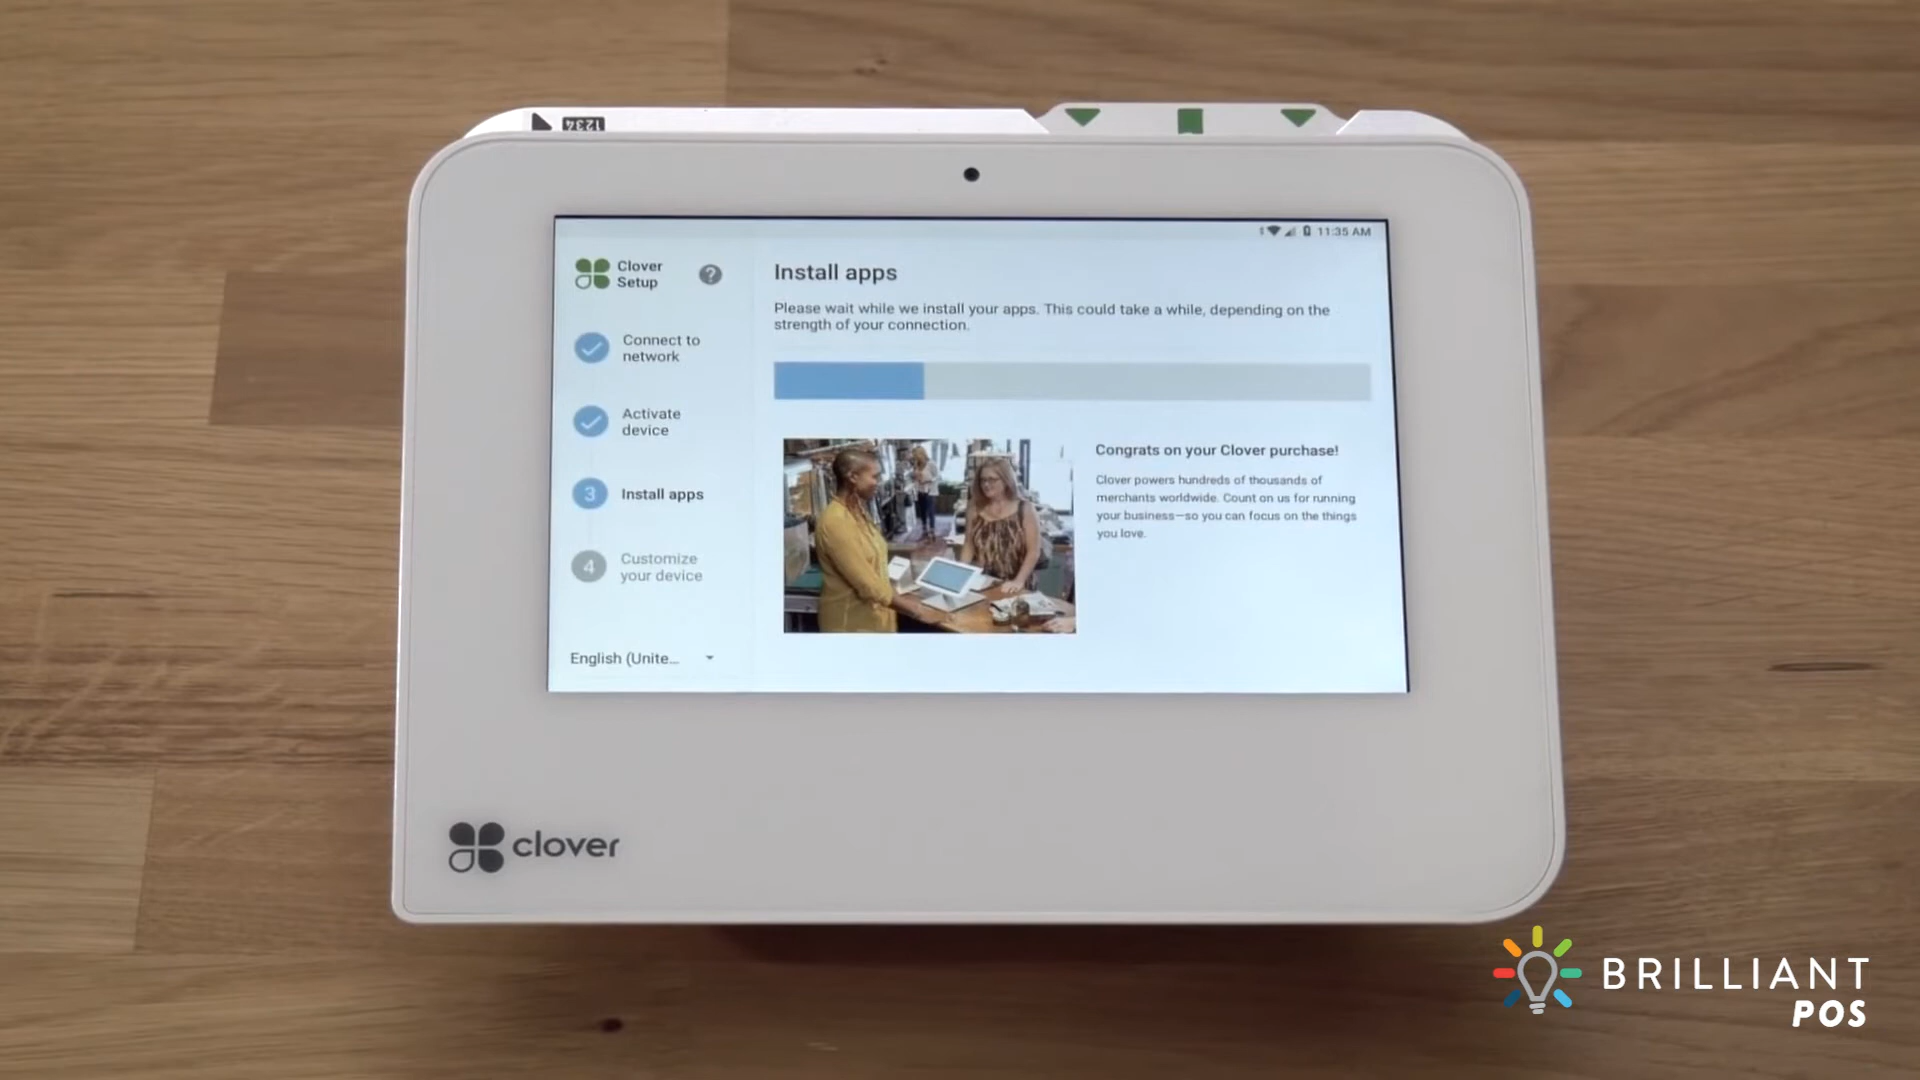 1234
11:35 AM
Clover
Setup
?
Connect to
network
Activate
device
3
Install apps
4
Customize
your device
English (Unite...
Install apps
Please wait while we install your apps. This could take a while, depending on the
strength of your connection.
Congrats on your Clover purchase!
Clover powers hundreds of thousands of
merchants worldwide. Count on us for running
your business—so you can focus on the things
you love.
clover
BRILLIANT
POS